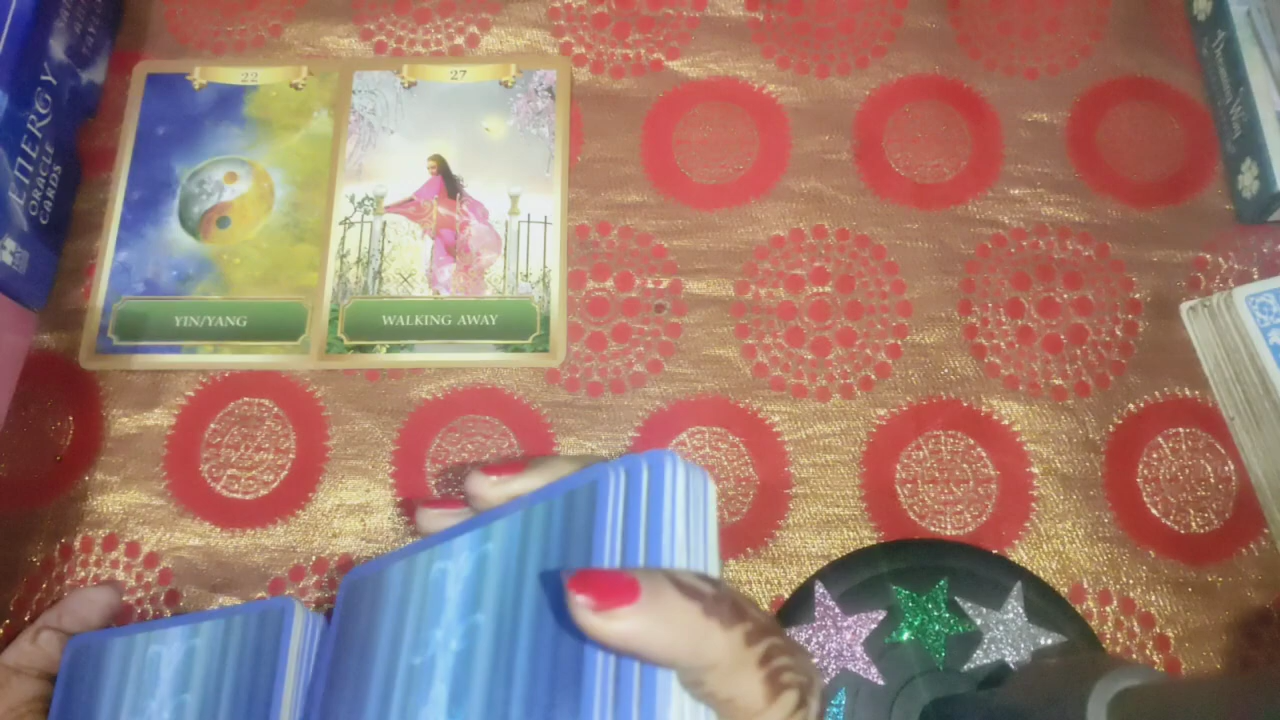 ENERGY
ORACLE
CARDS
22
YIN/YANG
27
WALKING AWAY